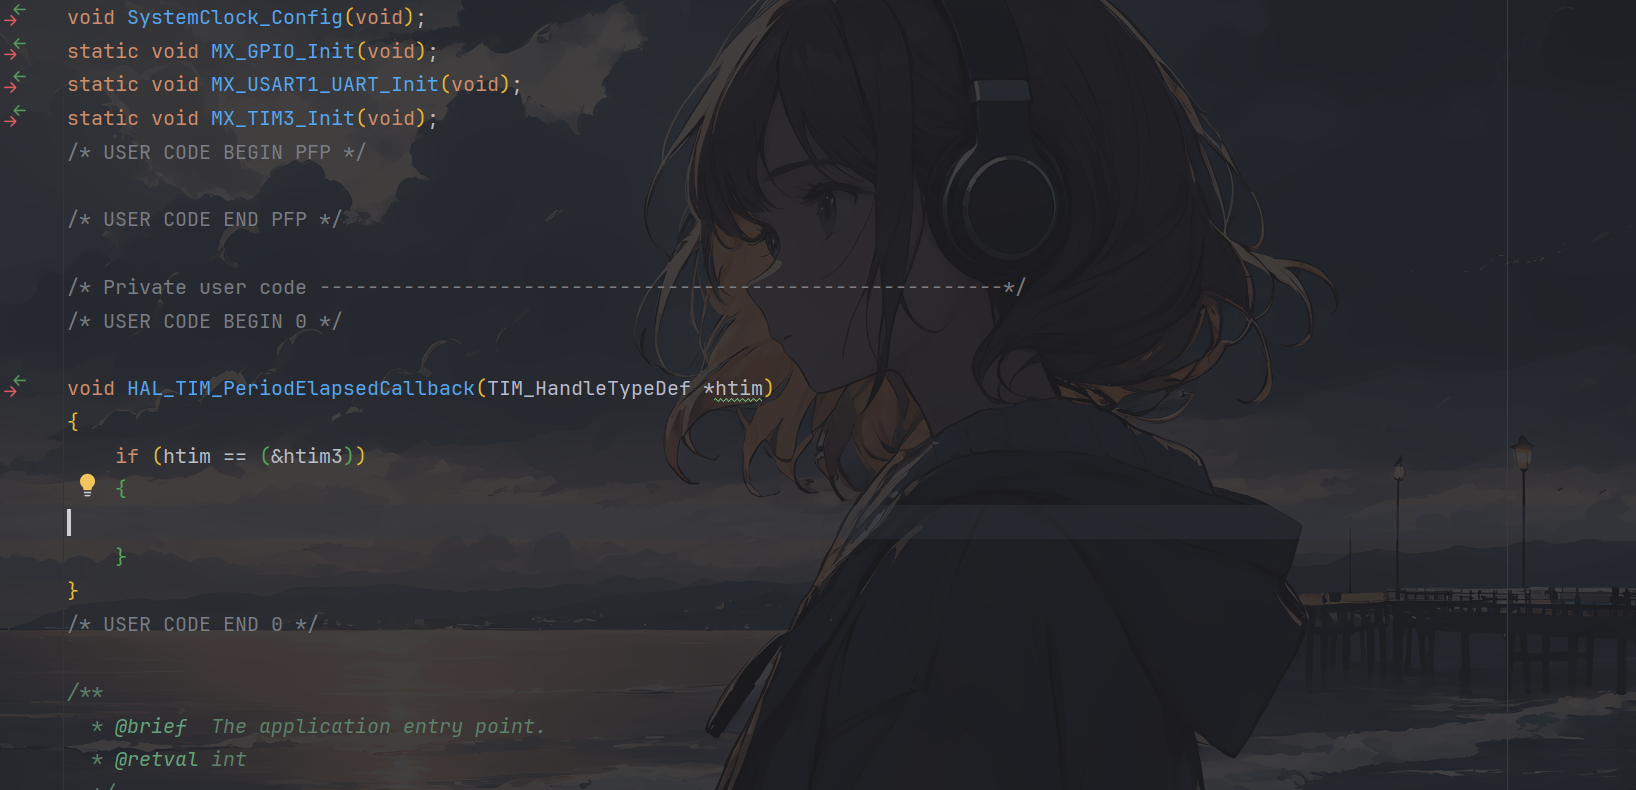 void SystemClock_Config(void);
static void MX_GPIO_Init(void);
static void MX_USART1_UART_Init(void);
static void MX_TIM3_Init(void);
/* USER CODE BEGIN PFP */
/* USER CODE END PFP */
/* Private user code ---------------------------------------------------------*/
/* USER CODE BEGIN 0 */
void HAL_TIM_PeriodElapsedCallback(TIM_HandleTypeDef *htim)
{
    if (htim == (&htim3))
    {
    }
}
/* USER CODE END 0 */
/**
  * @brief  The application entry point.
  * @retval int
  */